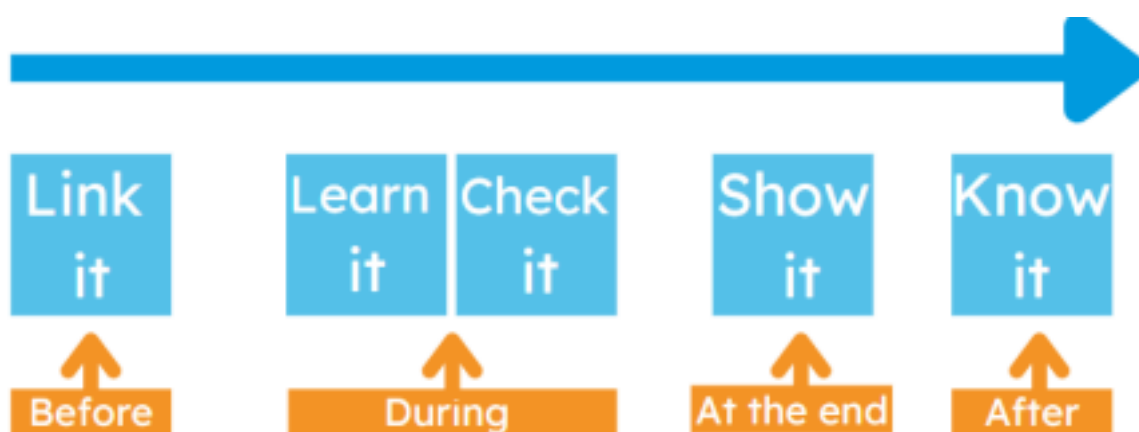 Link
it
Learn
it
Check
it
Show
it
Know
it
Before
During
At the end
After